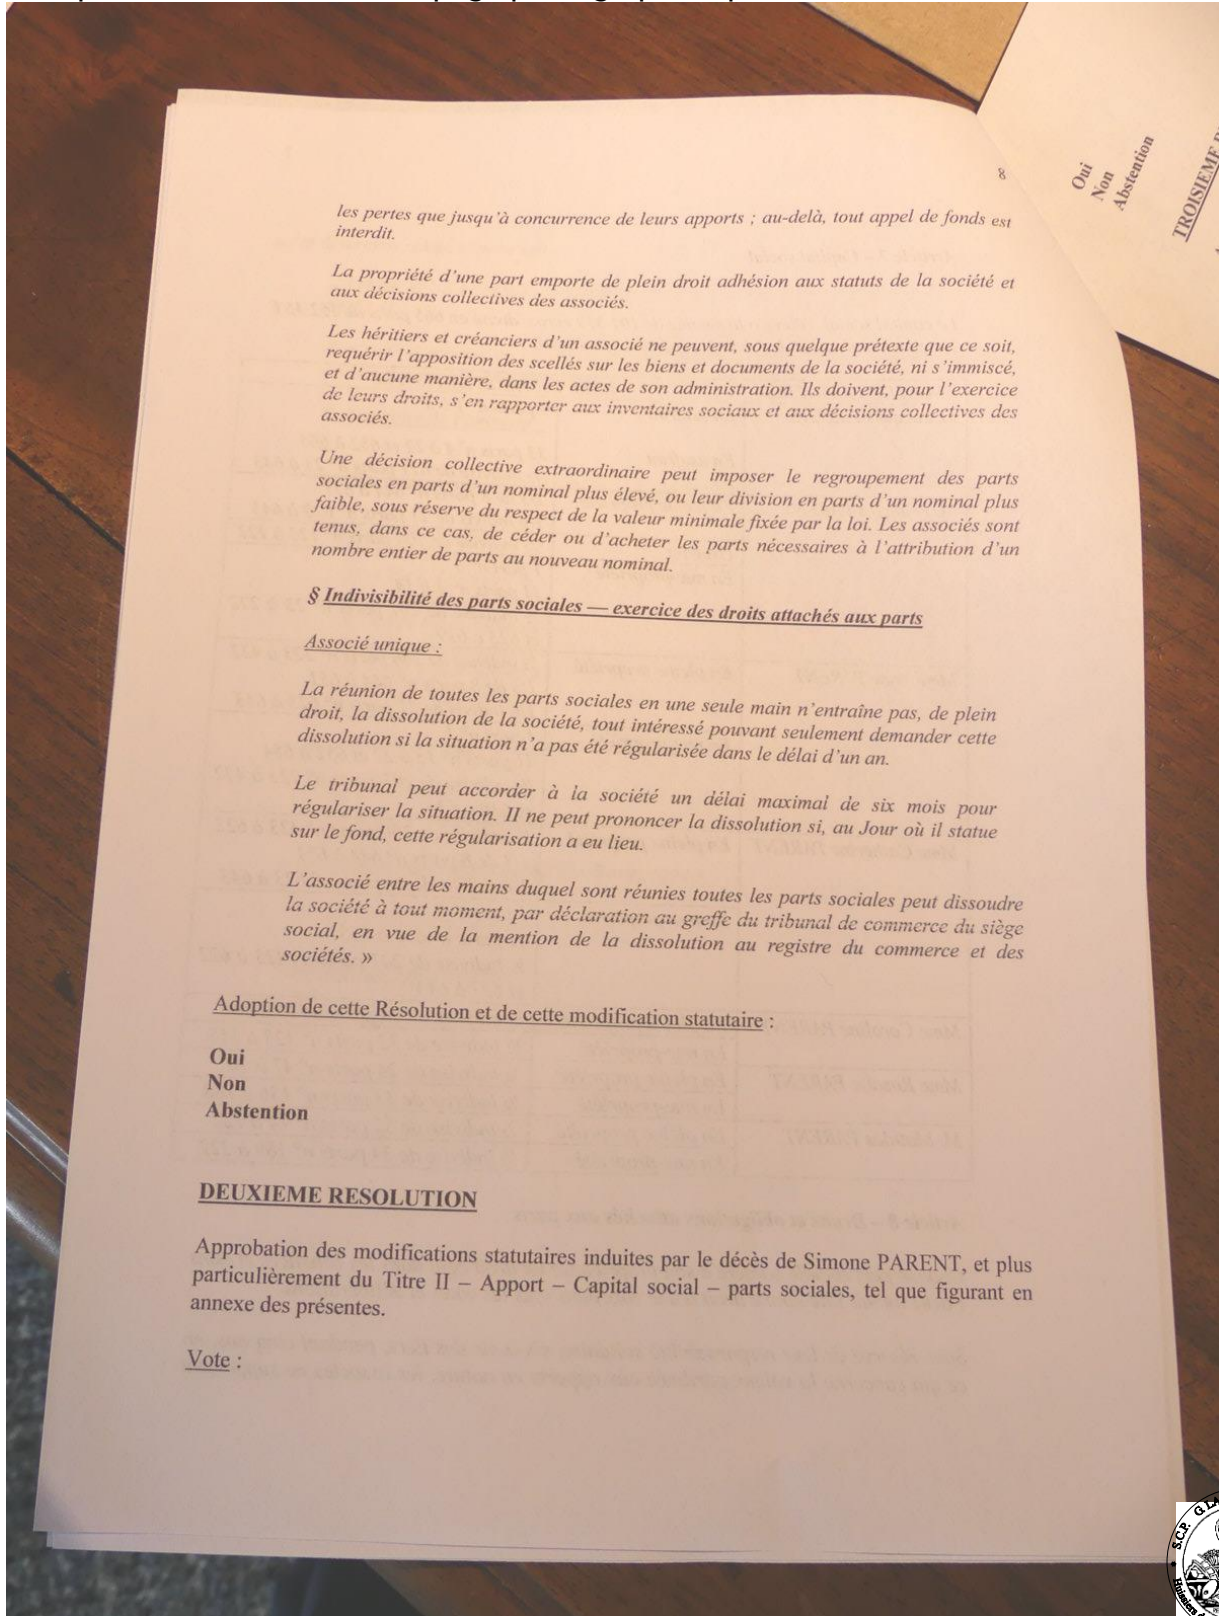 8
les pertes que jusqu'à concurrence de leurs apports ; au-delà, tout appel de fonds est
interdit.
La propriété d'une part emporte de plein droit adhésion aux statuts de la société et
aux décisions collectives des associés.
Les héritiers et créanciers d'un associé ne peuvent, sous quelque prétexte que ce soit,
requérir l'apposition des scellés sur les biens et documents de la société, ni s'immiscé,
et d'aucune manière, dans les actes de son administration. Ils doivent, pour l'exercice
de leurs droits, s'en rapporter aux inventaires sociaux et aux décisions collectives des
associés.
Une décision collective extraordinaire peut imposer le regroupement des parts
sociales en parts d'un nominal plus élevé, ou leur division en parts d'un nominal plus
faible, sous réserve du respect de la valeur minimale fixée par la loi. Les associés sont
tenus, dans ce cas, de céder ou d'acheter les parts nécessaires à l'attribution d'un
nombre entier de parts au nouveau nominal.
§ Indivisibilité des parts sociales — exercice des droits attachés aux parts
Associé unique :
La réunion de toutes les parts sociales en une seule main n'entraîne pas, de plein
droit, la dissolution de la société, tout intéressé pouvant seulement demander cette
dissolution si la situation n'a pas été régularisée dans le délai d'un an.
Le tribunal peut accorder à la société un délai maximal de six mois pour
régulariser la situation. II ne peut prononcer la dissolution si, au Jour où il statue
sur le fond, cette régularisation a eu lieu.
L'associé entre les mains duquel sont réunies toutes les parts sociales peut dissoudre
la société à tout moment, par déclaration au greffe du tribunal de commerce du siège
social, en vue de la mention de la dissolution au registre du commerce et des
sociétés. »
Adoption de cette Résolution et de cette modification statutaire :
Oui
Non
Abstention
DEUXIEME RESOLUTION
Approbation des modifications statutaires induites par le décès de Simone PARENT, et plus
particulièrement du Titre II – Apport – Capital social – parts sociales, tel que figurant en
annexe des présentes.
Vote :
Oui
Non
Abstention
TROISIEME
S.C.P.